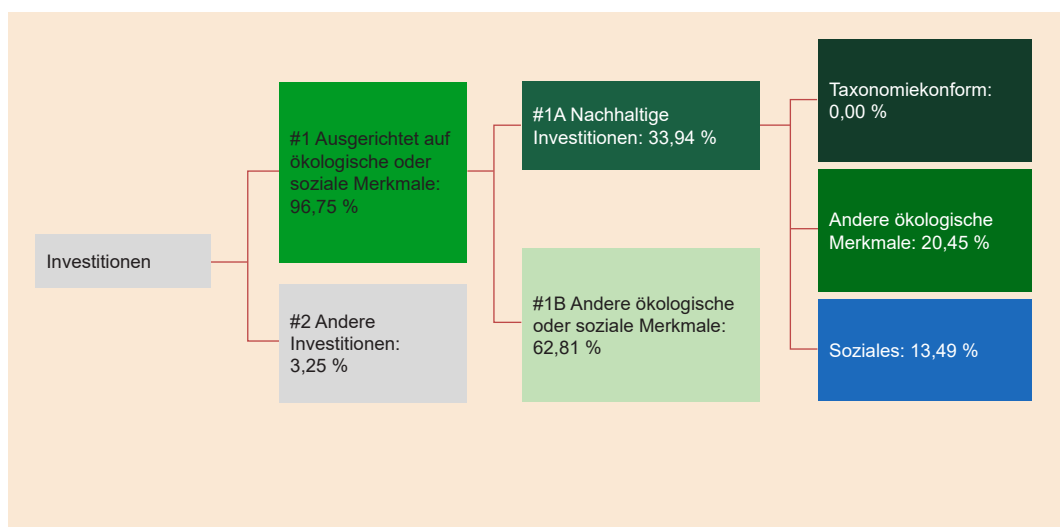 Investitionen
#1 Ausgerichtet auf
ökologische oder
soziale Merkmale:
96,75 %
#2 Andere
Investitionen:
3,25 %
#1A Nachhaltige
Investitionen: 33,94 %
#1B Andere ökologische
oder soziale Merkmale:
62,81 %
Taxonomiekonform:
0,00 %
Andere ökologische
Merkmale: 20,45 %
Soziales: 13,49 %